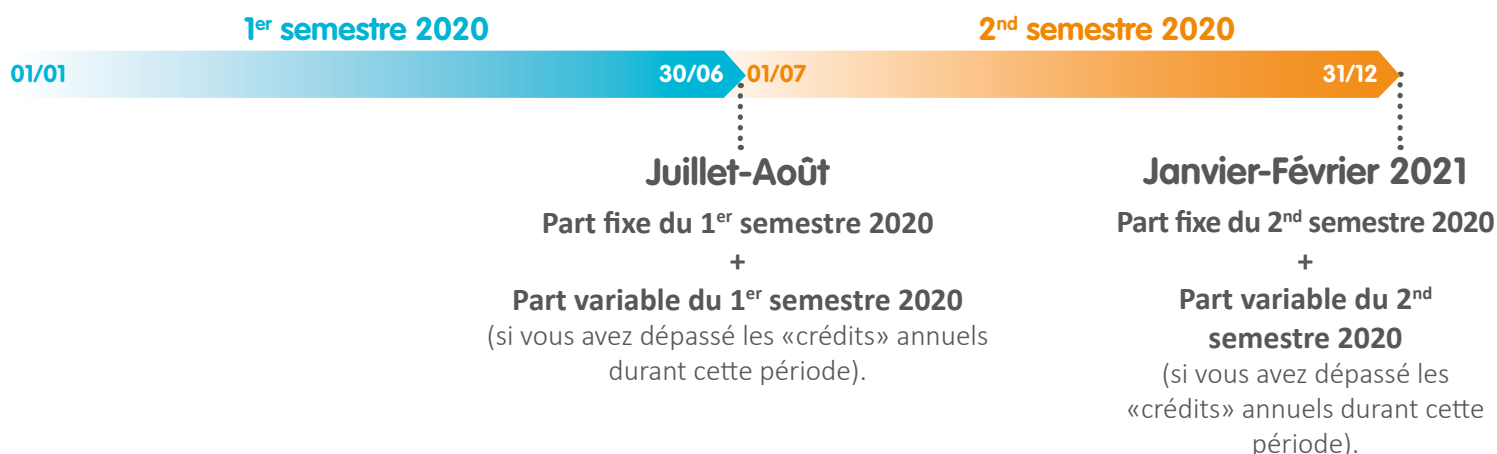 1er semestre 2020
2nd semestre 2020
01/01
30/06
01/07
31/12
Juillet-Août
Part fixe du 1er semestre 2020
+
Part variable du 1er semestre 2020
(si vous avez dépassé les «crédits» annuels
durant cette période).
Janvier-Février 2021
Part fixe du 2nd semestre 2020
+
Part variable du 2nd
semestre 2020
(si vous avez dépassé les
«crédits» annuels durant cette
période).